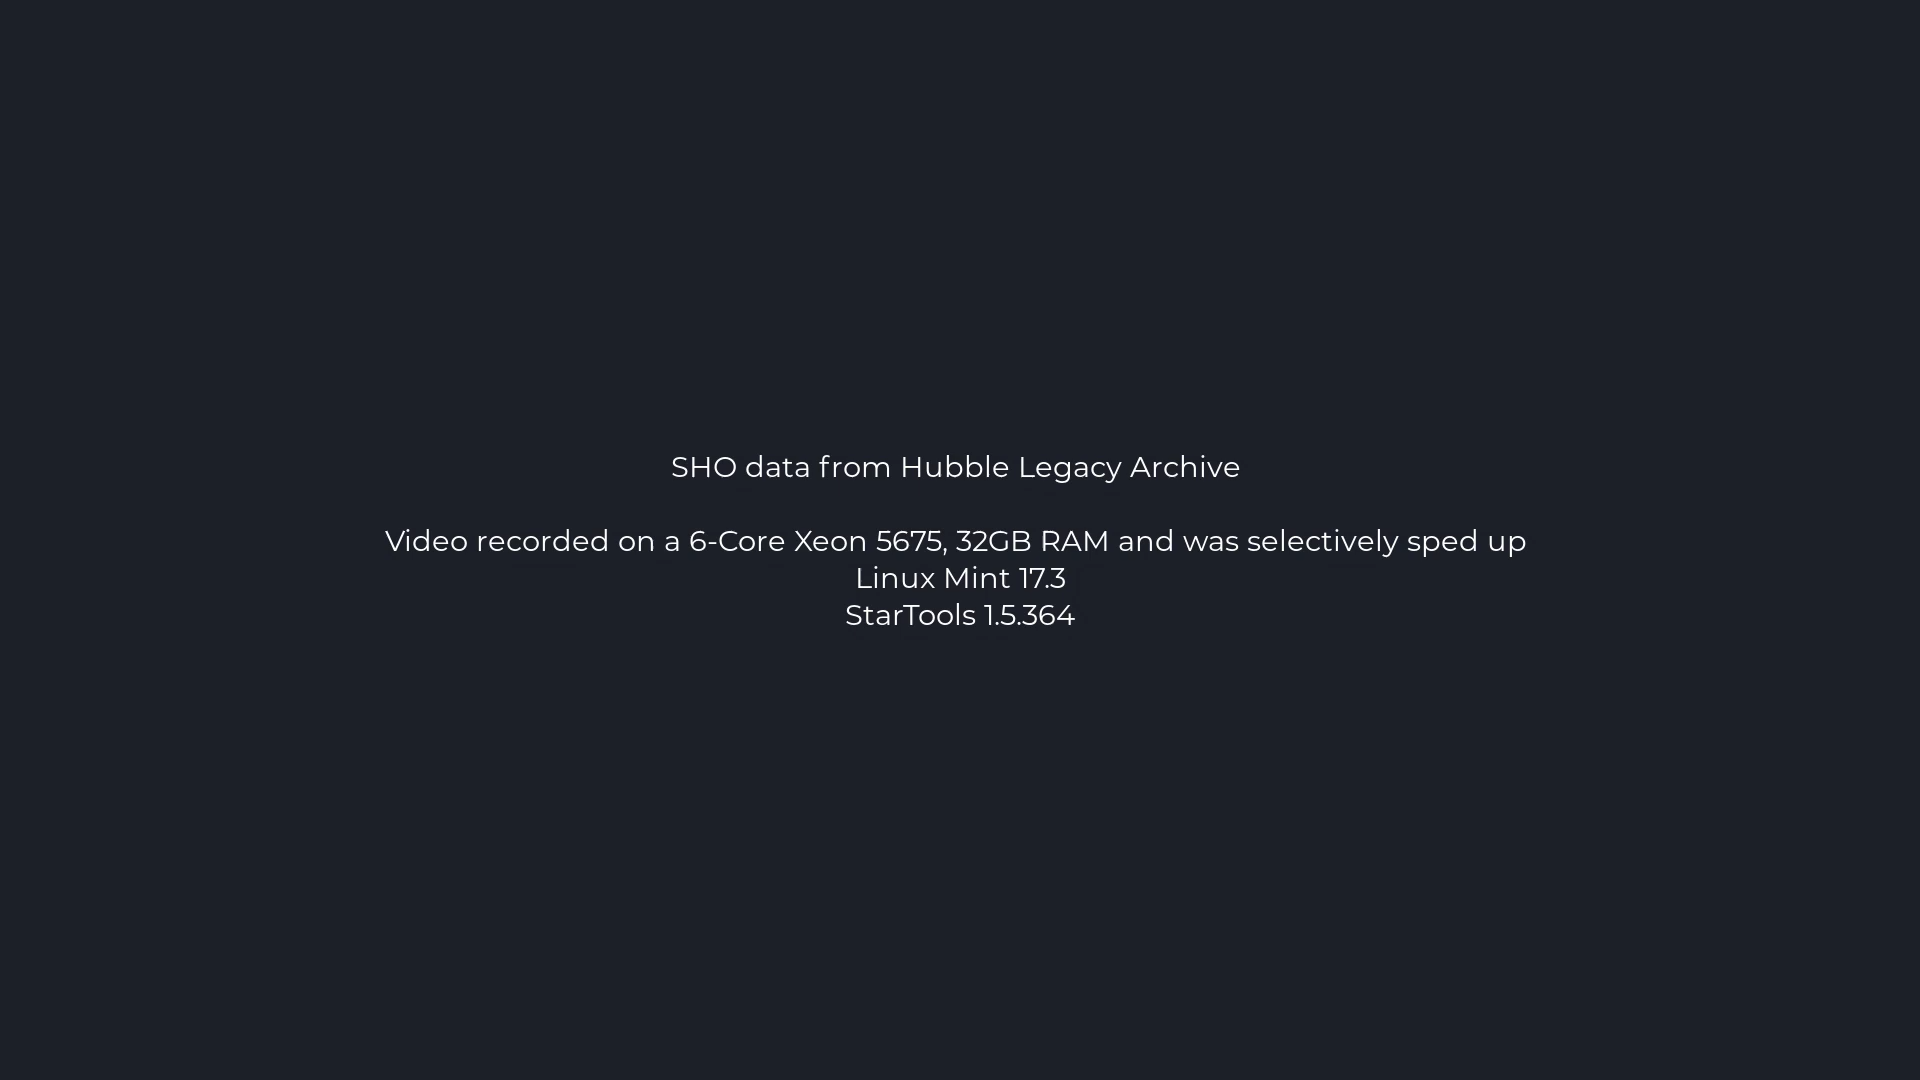 SHO data from Hubble Legacy Archive
Video recorded on a 6-Core Xeon 5675, 32GB RAM and was selectively sped up
Linux Mint 17.3
StarTools 1.5.364